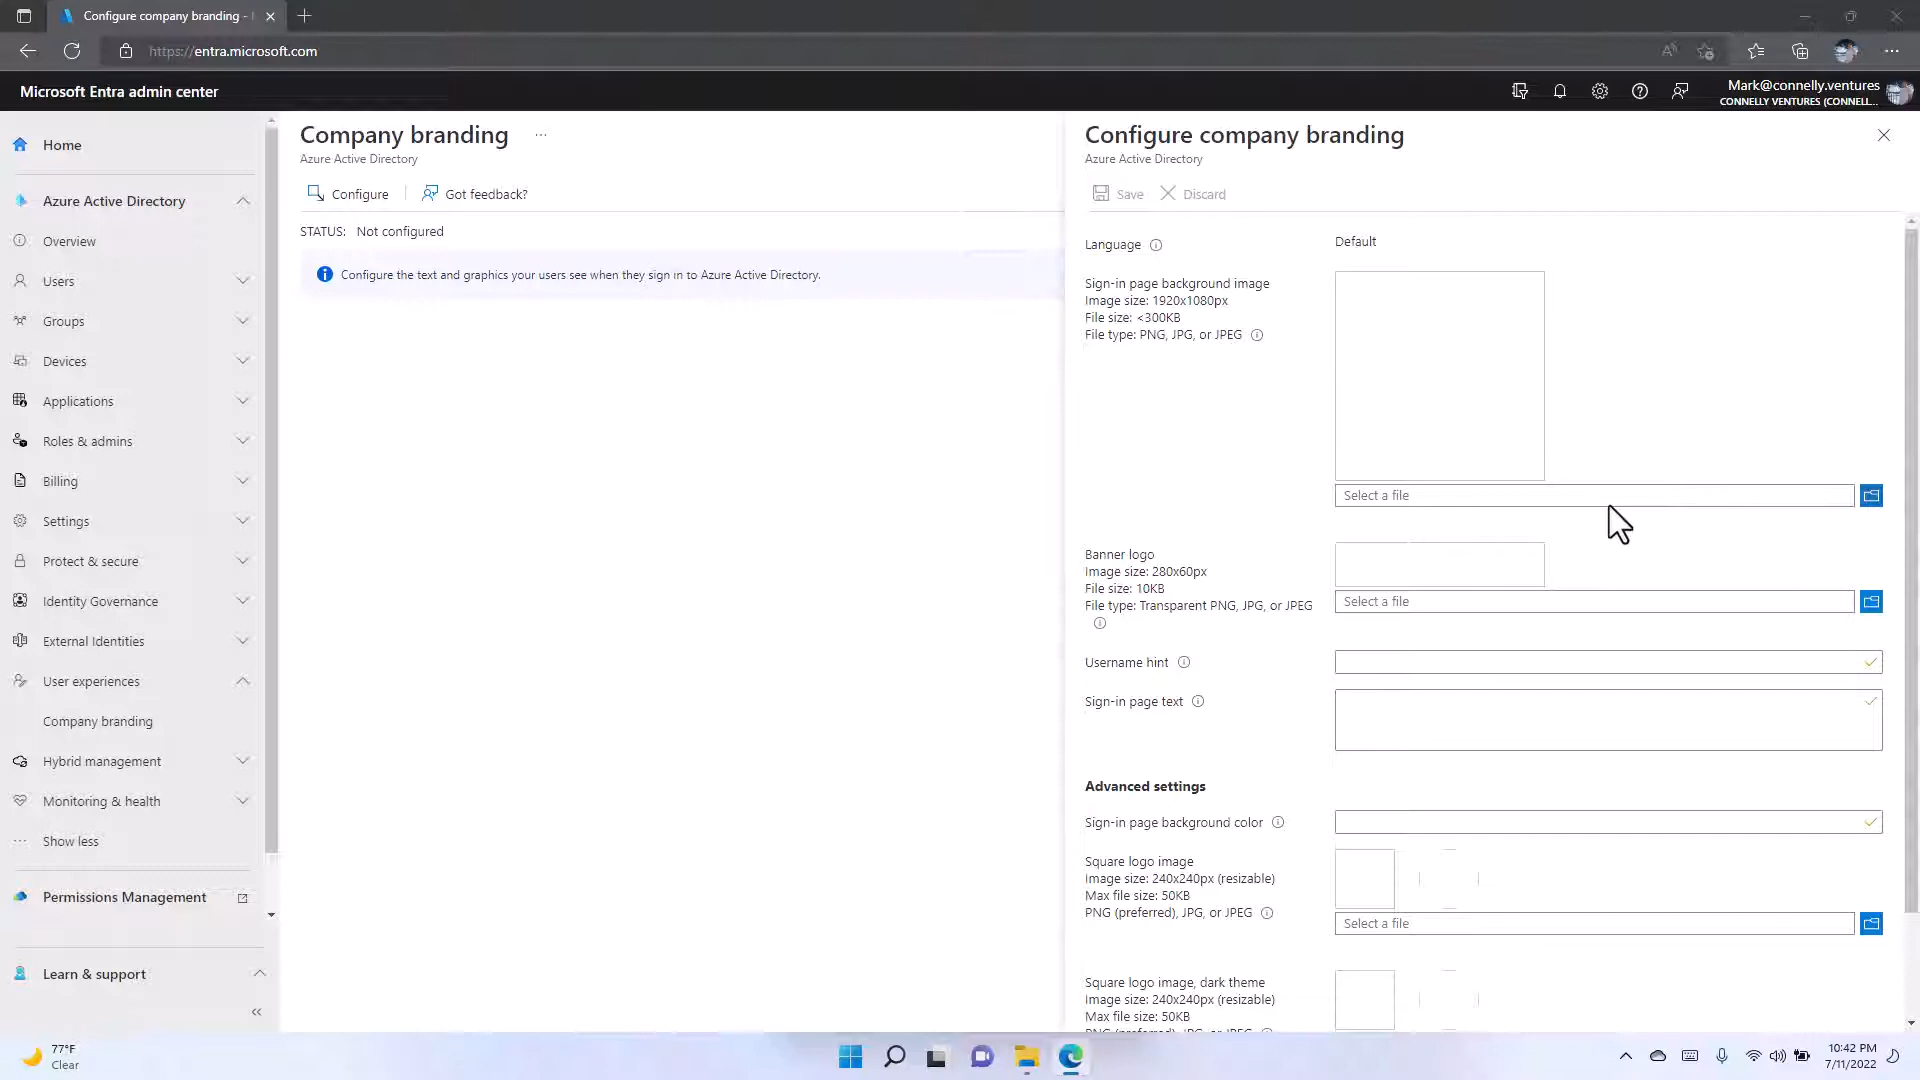 Configure company branding -
https://entra.microsoft.com
Microsoft Entra admin center
Mark@connelly.ventures
CONNELLY VENTURES (CONNELL...
Home
Azure Active Directory
Overview
Users
Groups
Devices
Applications
Roles & admins
Billing
Settings
Protect & secure
Identity Governance
External Identities
User experiences
Company branding
Hybrid management
Monitoring & health
Show less
Permissions Management
Learn & support
Company branding
Azure Active Directory
Configure
Got feedback?
STATUS: Not configured
Configure the text and graphics your users see when they sign in to Azure Active Directory.
Configure company branding
Azure Active Directory
Save
Discard
Language
Default
Sign-in page background image
Image size: 1920x1080px
File size: <300KB
File type: PNG, JPG, or JPEG
Select a file
Banner logo
Image size: 280x60px
File size: 10KB
File type: Transparent PNG, JPG, or JPEG
Select a file
Username hint
Sign-in page text
Advanced settings
Sign-in page background color
Square logo image
Image size: 240x240px (resizable)
Max file size: 50KB
PNG (preferred), JPG, or JPEG
Select a file
Square logo image, dark theme
Image size: 240x240px (resizable)
Max file size: 50KB
PNG (preferred), JPG, or JPEG
77°F
Clear
10:42 PM
7/11/2022